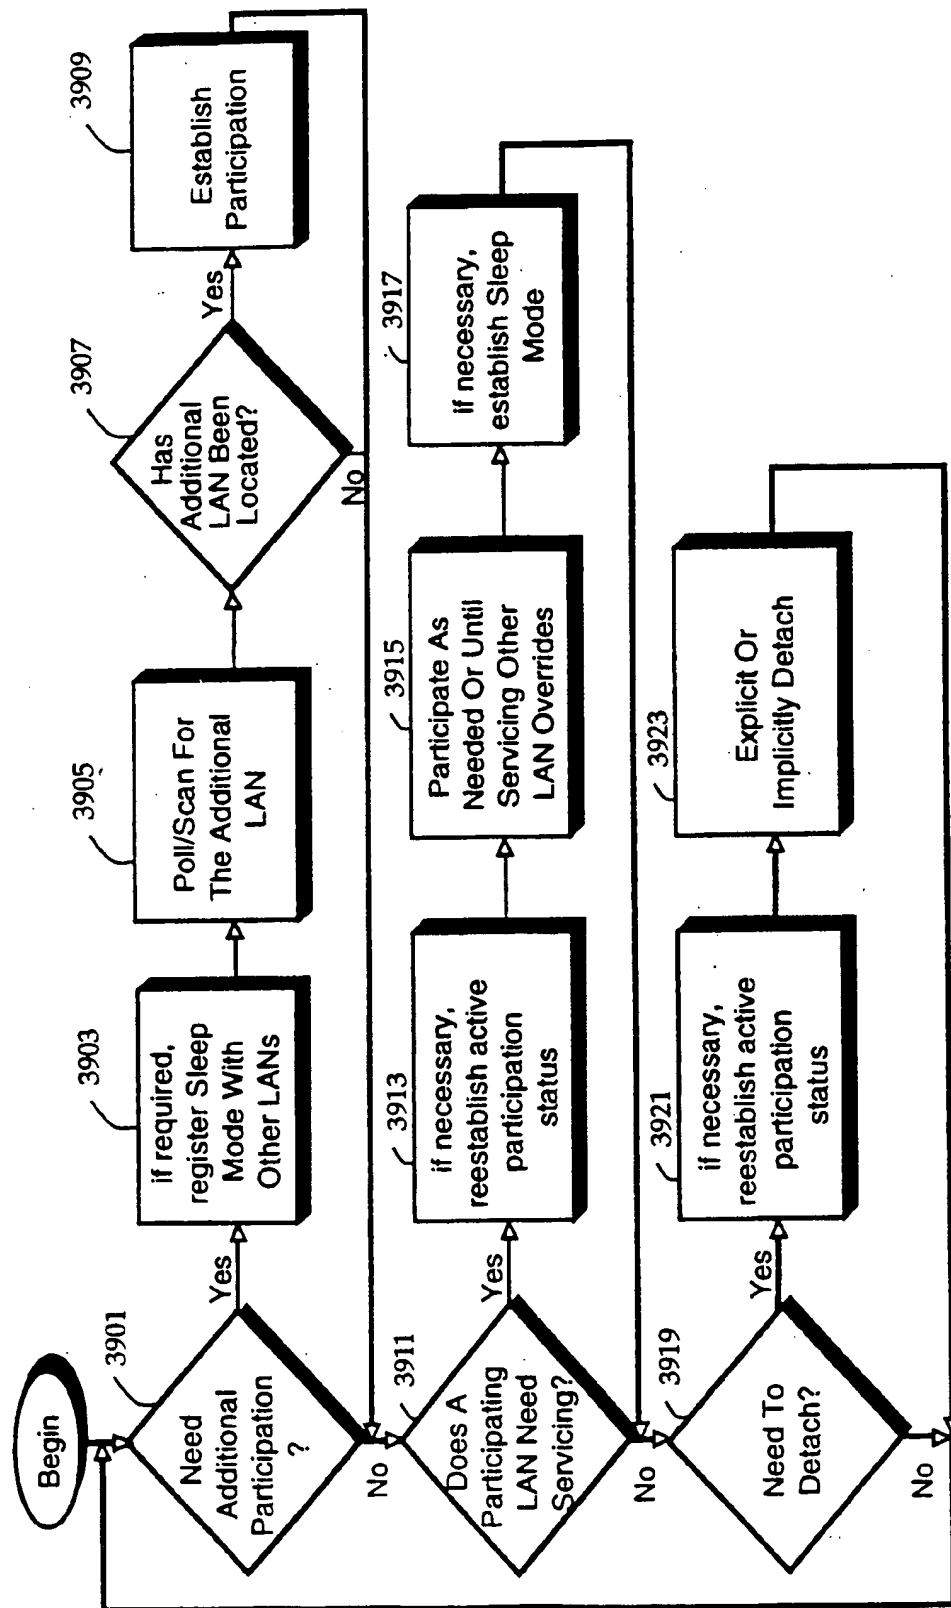 Begin
3901
Need
Additional
Participation
?
Yes
No
3903
if required,
register Sleep
Mode With
Other LANs
3905
Poll/Scan For
The Additional
LAN
3907
Has
Additional
LAN Been
Located?
Yes
No
3909
Establish
Participation
3911
Does A
Participating
LAN Need
Servicing?
Yes
No
3913
if necessary,
reestablish active
participation
status
3915
Participate As
Needed Or Until
Servicing Other
LAN Overrides
3917
if necessary,
establish Sleep
Mode
3919
Need To
Detach?
Yes
No
3921
if necessary,
reestablish active
participation
status
3923
Explicit Or
Implicitly Detach